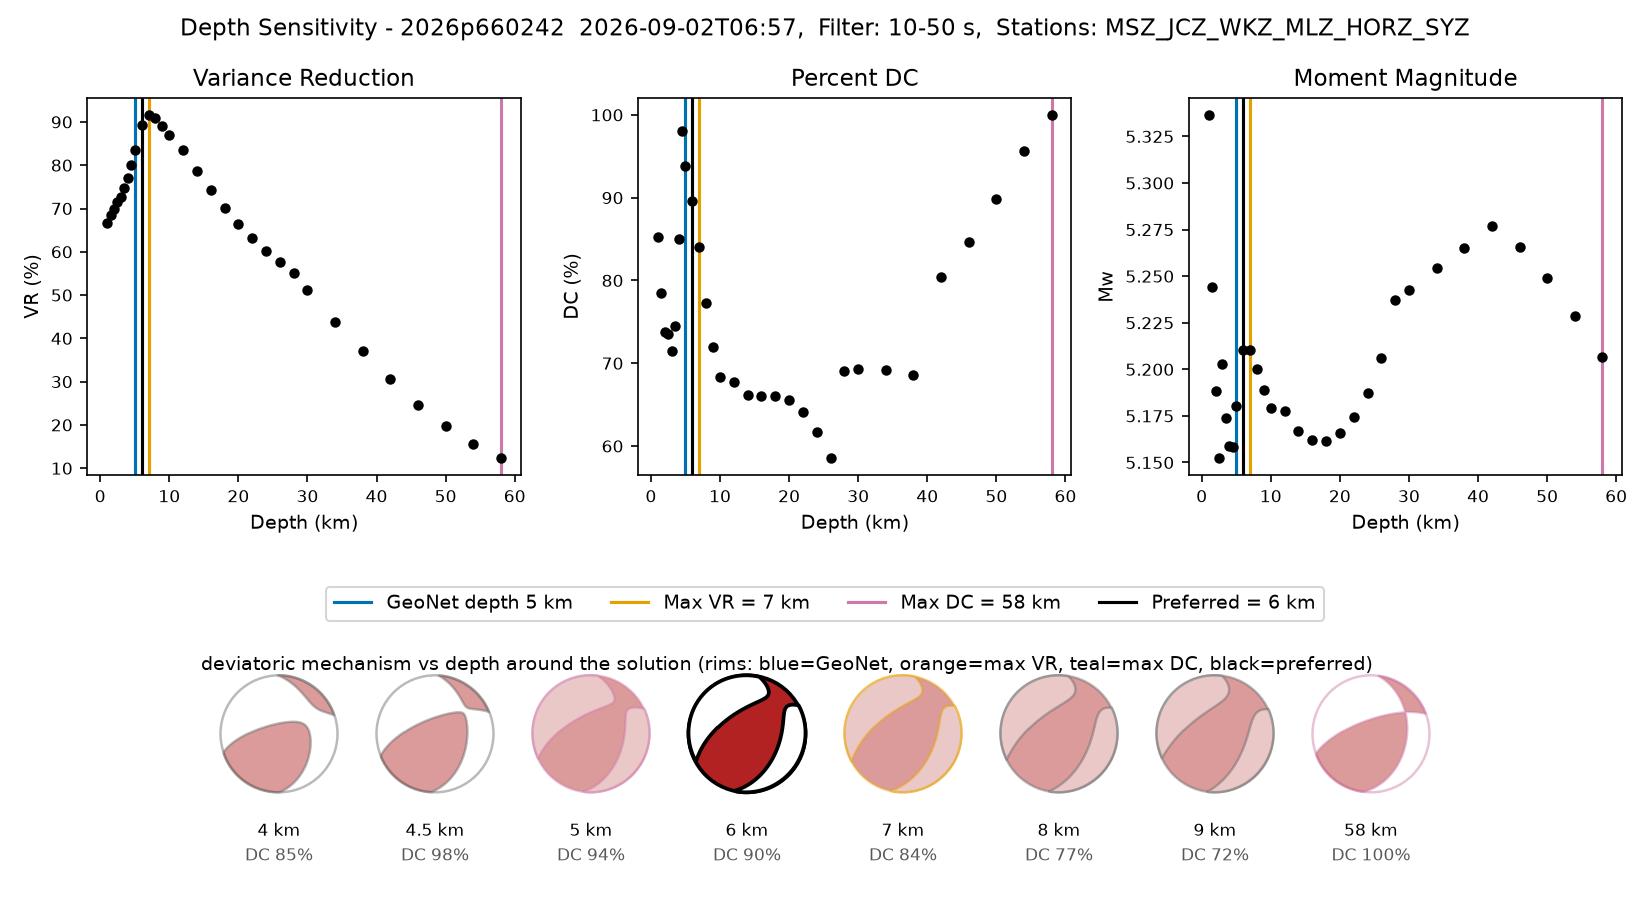 Depth Sensitivity - 2026p660242  2026-09-02T06:57,  Filter: 10-50 s,  Stations: MSZ_JCZ_WKZ_MLZ_HORZ_SYZ
Variance Reduction
VR (%)
90
80
70
60
50
40
30
20
10
0 10 20 30 40 50 60
Depth (km)
Percent DC
DC (%)
100
90
80
70
60
0 10 20 30 40 50 60
Depth (km)
Moment Magnitude
Mw
5.325
5.300
5.275
5.250
5.225
5.200
5.175
5.150
0 10 20 30 40 50 60
Depth (km)
GeoNet depth 5 km  Max VR = 7 km  Max DC = 58 km  Preferred = 6 km
deviatoric mechanism vs depth around the solution (rims: blue=GeoNet, orange=max VR, teal=max DC, black=preferred)
4 km 4.5 km 5 km 6 km 7 km 8 km 9 km 58 km
DC 85% DC 98% DC 94% DC 90% DC 84% DC 77% DC 72% DC 100%